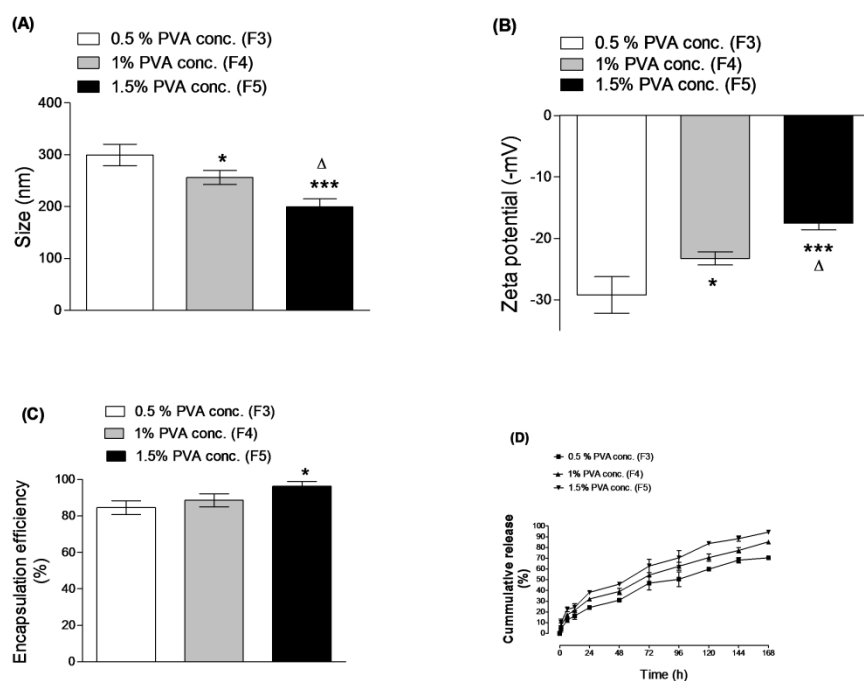 (A)
0.5 % PVA conc. (F3)
1% PVA conc. (F4)
1.5% PVA conc. (F5)
400
300
200
100
0
Size (nm)
*
Δ
***
(B)
0.5 % PVA conc. (F3)
1% PVA conc. (F4)
1.5% PVA conc. (F5)
0
-10
-20
-30
Zeta potential (-mV)
*
***
Δ
(C)
0.5 % PVA conc. (F3)
1% PVA conc. (F4)
1.5% PVA conc. (F5)
100
80
60
40
20
0
Encapsulation efficiency
(%)
*
(D)
0.5 % PVA conc. (F3)
1% PVA conc. (F4)
1.5% PVA conc. (F5)
100
90
80
70
60
50
40
30
20
10
0
Cummulative release
(%)
0 24 48 72 96 120 144 168
Time (h)